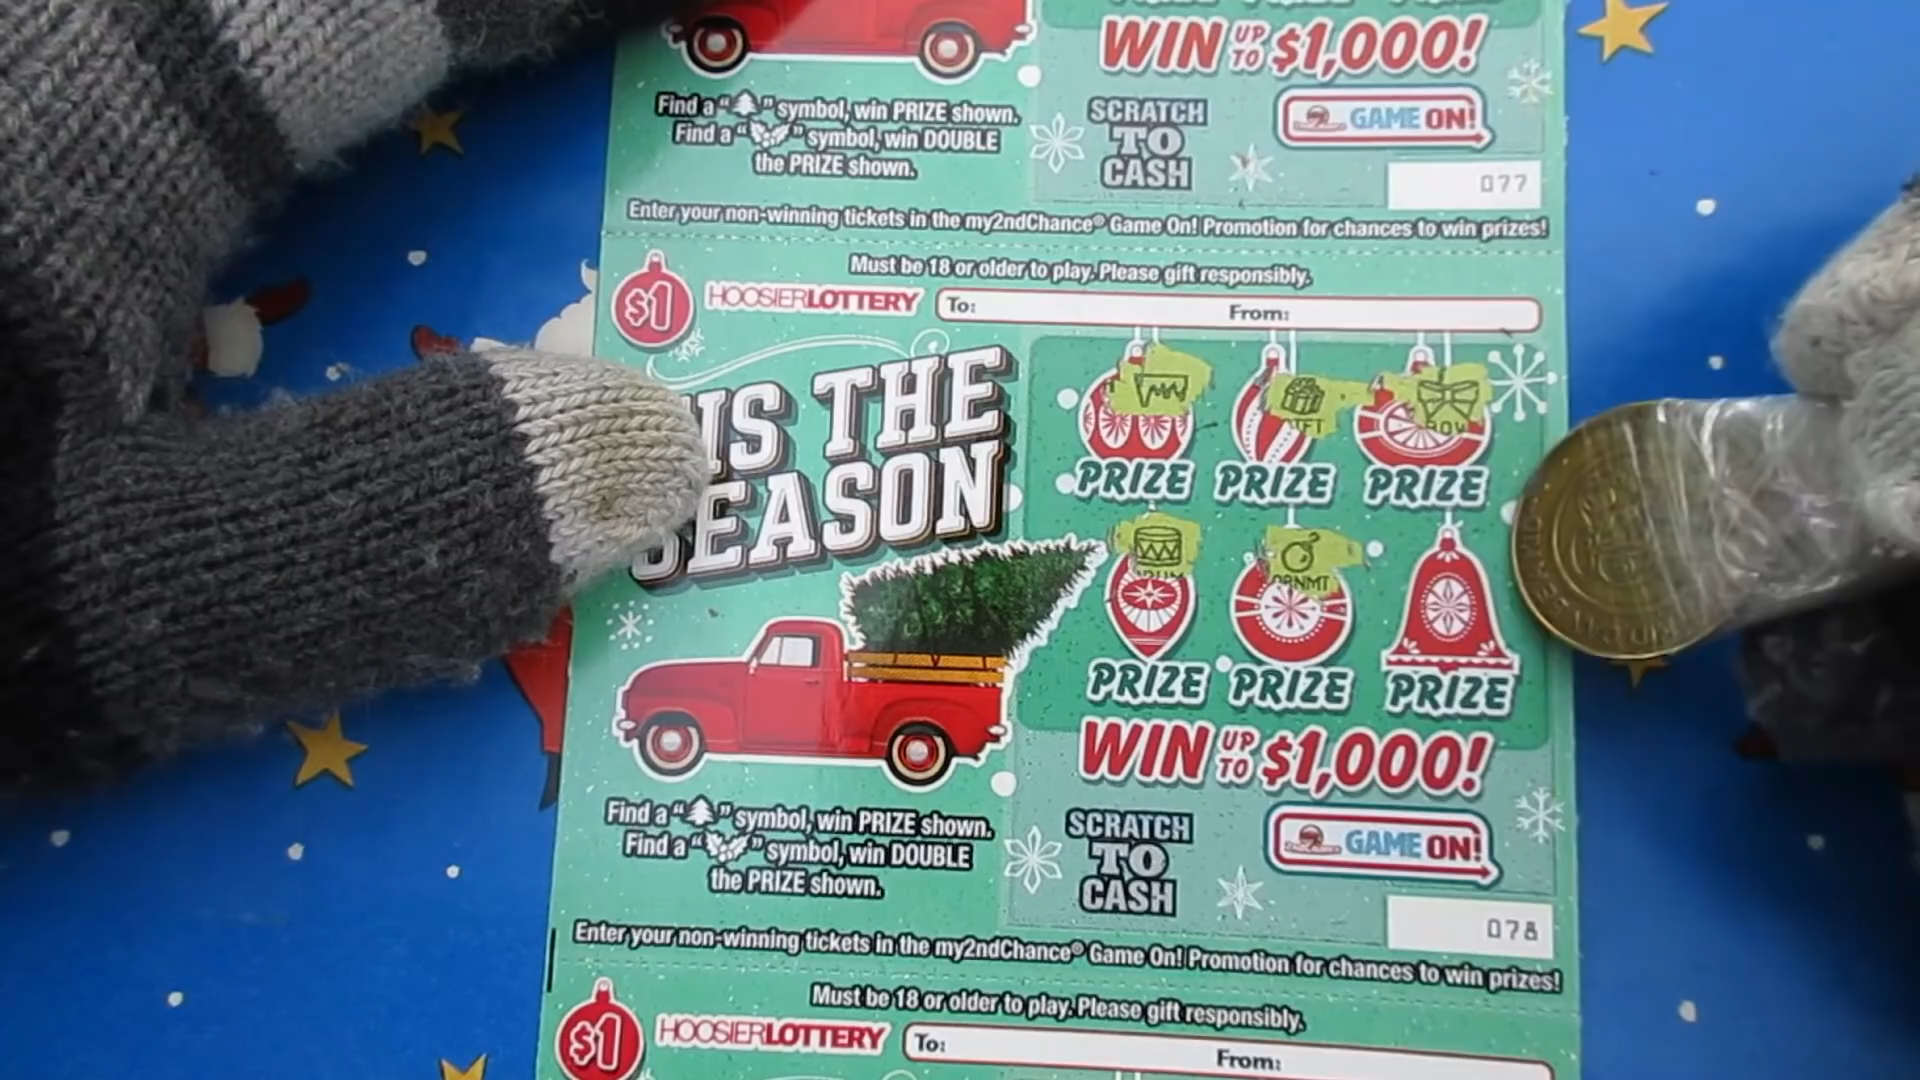 WIN UP TO $1,000!
Find a " " symbol, win PRIZE shown.
Find a " " symbol, win DOUBLE
the PRIZE shown.
SCRATCH
TO
CASH
GAME ON!
077
Enter your non-winning tickets in the my2ndChance® Game On! Promotion for chances to win prizes!
Must be 18 or older to play. Please gift responsibly.
$1
HOOSIERLOTTERY
To:
From:
IS THE
SEASON
BOW
PRIZE PRIZE PRIZE
ORNMT
PRIZE PRIZE PRIZE
WIN UP TO $1,000!
Find a " " symbol, win PRIZE shown.
Find a " " symbol, win DOUBLE
the PRIZE shown.
SCRATCH
TO
CASH
GAME ON!
078
Enter your non-winning tickets in the my2ndChance® Game On! Promotion for chances to win prizes!
Must be 18 or older to play. Please gift responsibly.
$1
HOOSIERLOTTERY
To:
From: